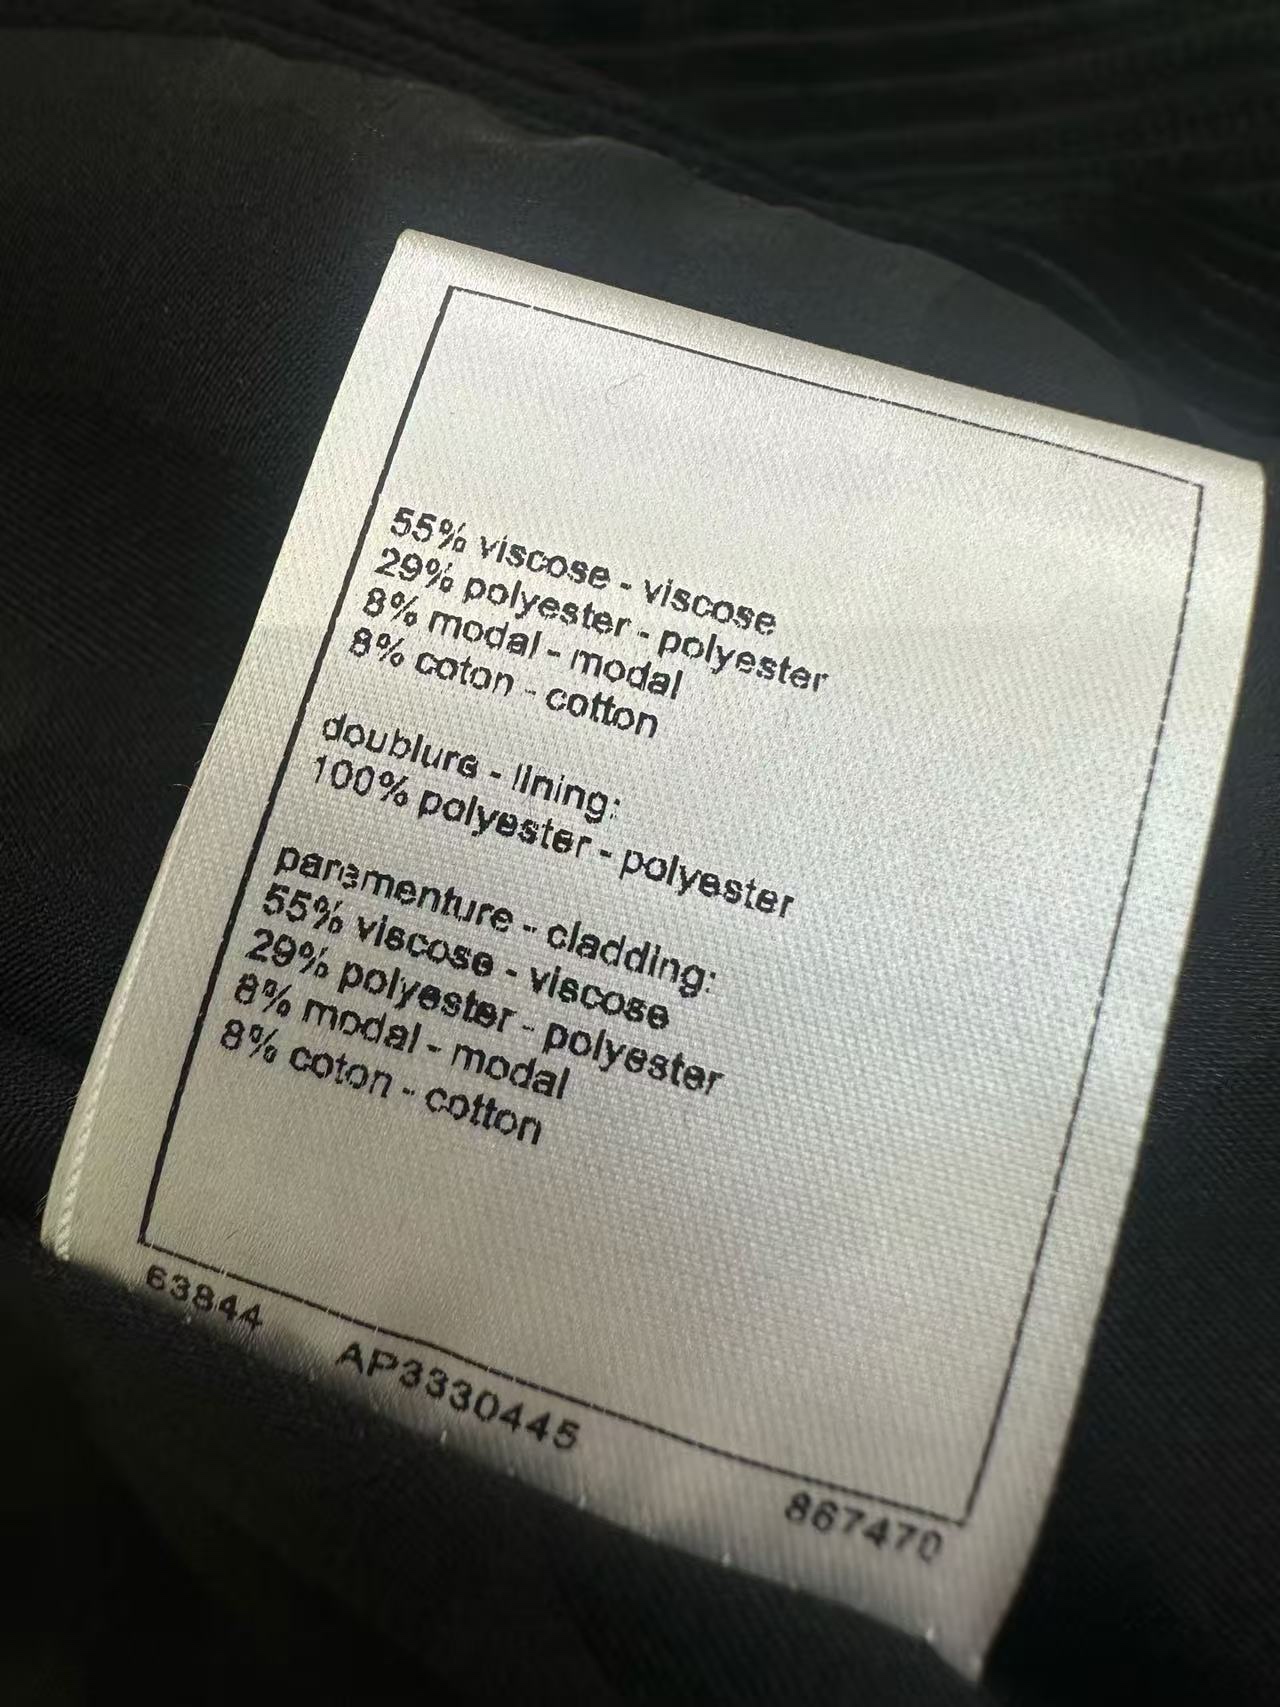 55% viscose - viscose
29% polyester - polyester
8% modal - modal
8% coton - cotton
doublure - lining:
100% polyester - polyester
parementure - cladding:
55% viscose - viscose
29% polyester - polyester
8% modal - modal
8% coton - cotton
63844 AP3330445 867470